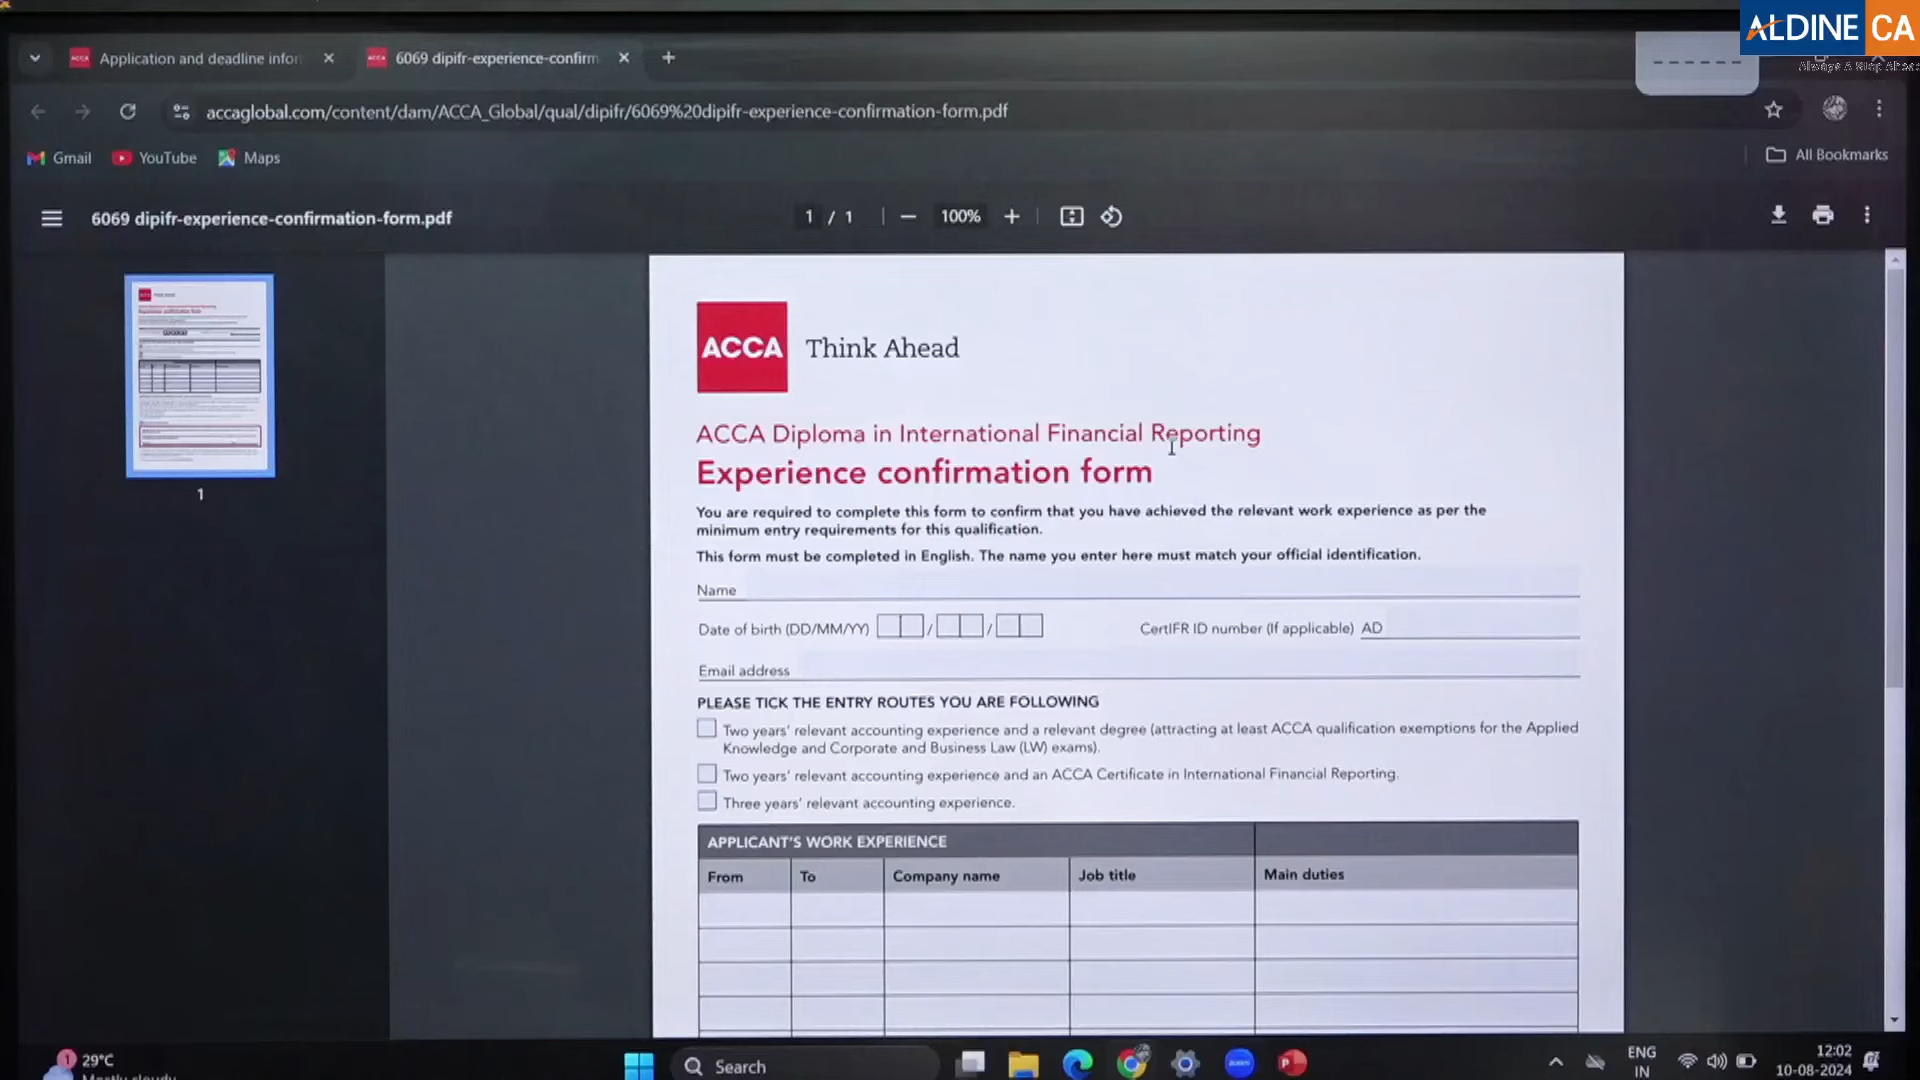 ALDINE CA
Always A Step Ahead
Application and deadline infor
6069 dipifr-experience-confirm
accaglobal.com/content/dam/ACCA_Global/qual/dipifr/6069%20dipifr-experience-confirmation-form.pdf
Gmail
YouTube
Maps
All Bookmarks
6069 dipifr-experience-confirmation-form.pdf
1 / 1
100%
1
ACCA
Think Ahead
ACCA Diploma in International Financial Reporting
Experience confirmation form
You are required to complete this form to confirm that you have achieved the relevant work experience as per the
minimum entry requirements for this qualification.
This form must be completed in English. The name you enter here must match your official identification.
Name
Date of birth (DD/MM/YY) / /
CertIFR ID number (If applicable) AD
Email address
PLEASE TICK THE ENTRY ROUTES YOU ARE FOLLOWING
Two years' relevant accounting experience and a relevant degree (attracting at least ACCA qualification exemptions for the Applied
Knowledge and Corporate and Business Law (LW) exams).
Two years' relevant accounting experience and an ACCA Certificate in International Financial Reporting.
Three years' relevant accounting experience.
APPLICANT'S WORK EXPERIENCE
From To Company name Job title Main duties
1
29°C
Mostly cloudy
Search
zoom
ENG
IN
12:02
10-08-2024